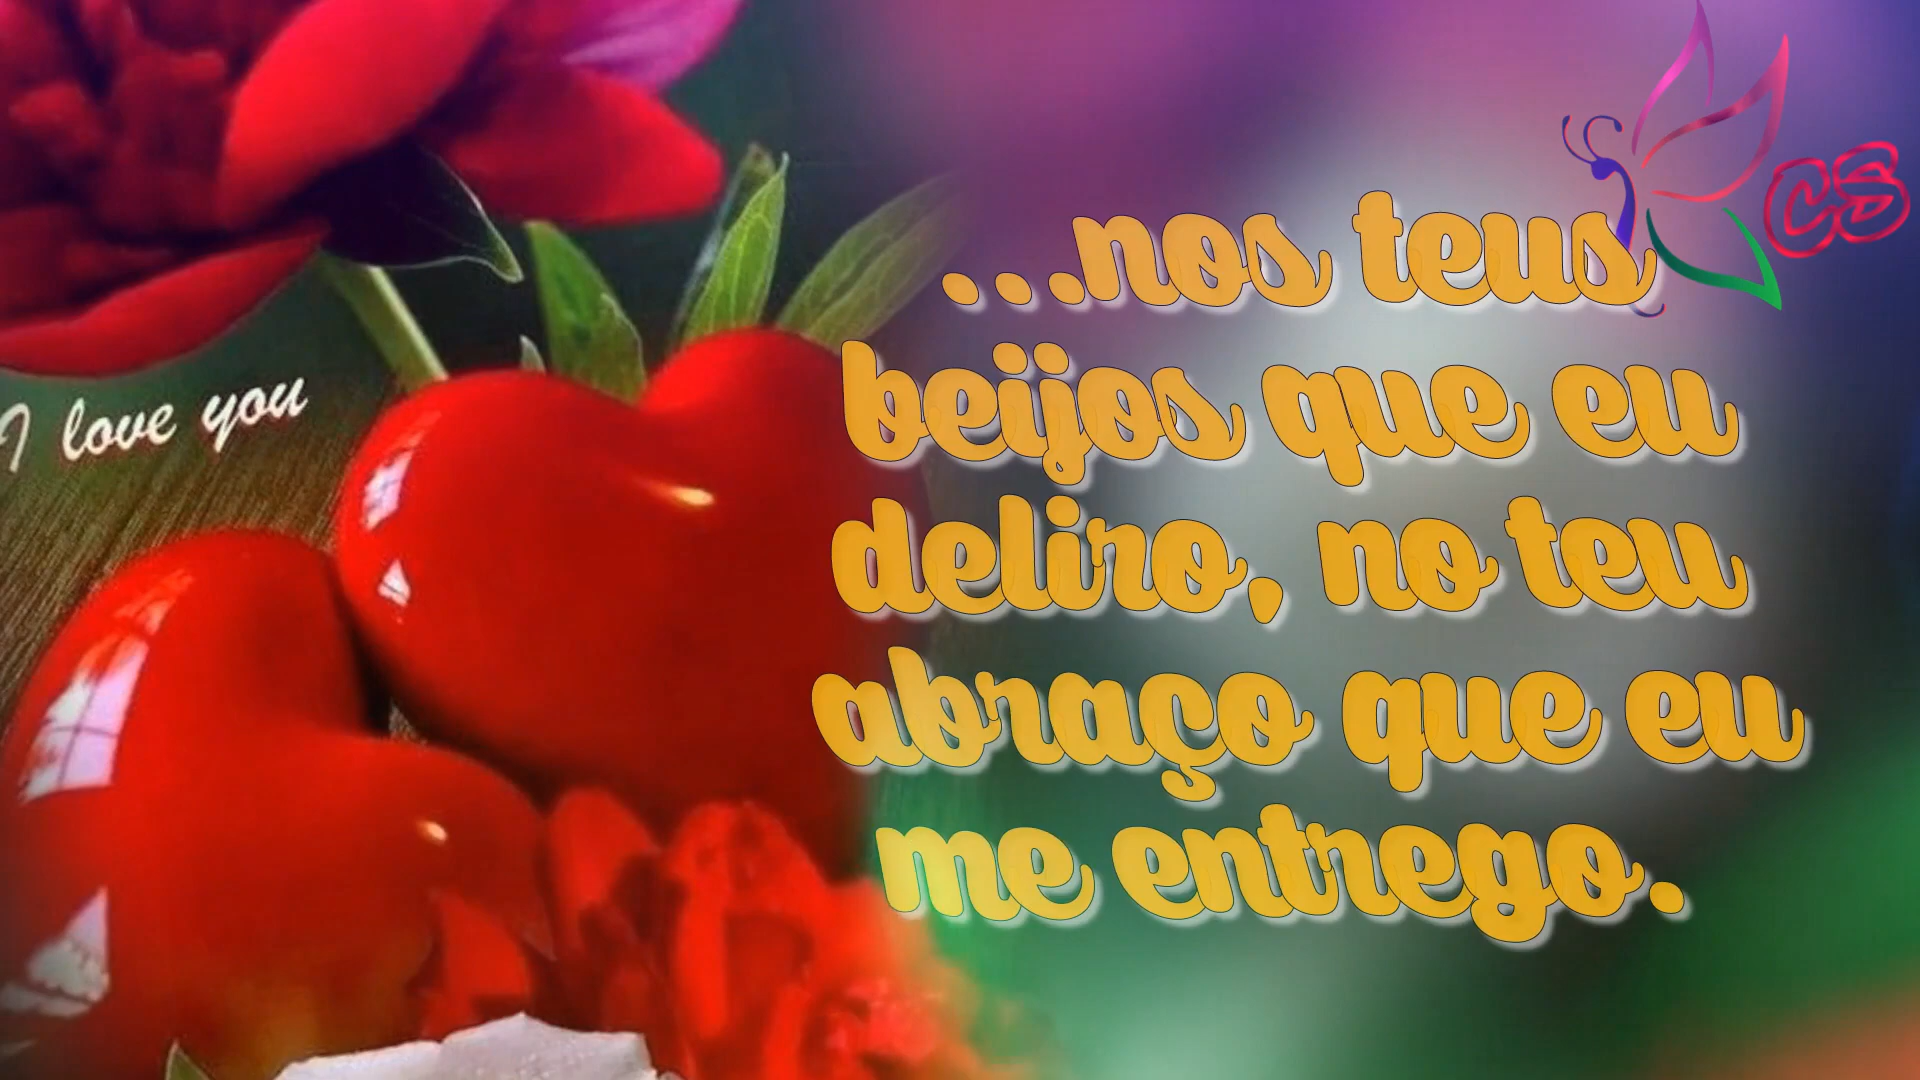 I love you
CS
...nos teus
beijos que eu
deliro, no teu
abraço que eu
me entrego.